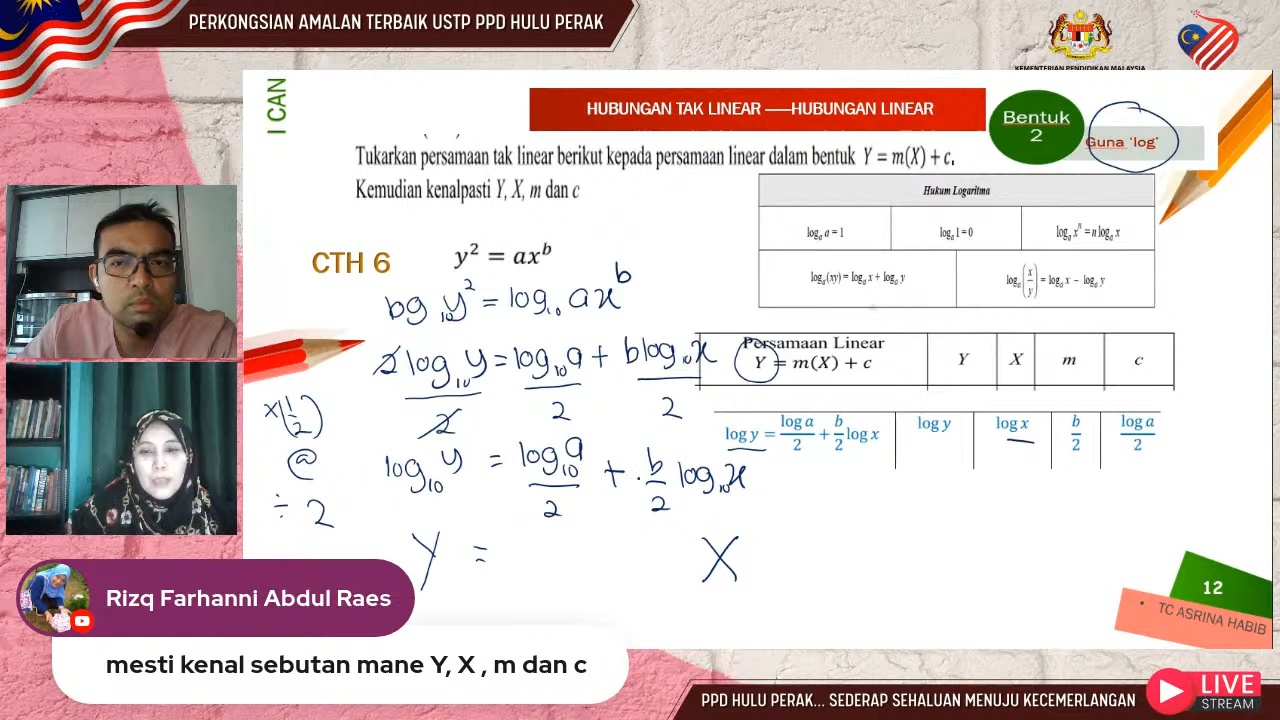 PERKONGSIAN AMALAN TERBAIK USTP PPD HULU PERAK
KEMENTERIAN PENDIDIKAN MALAYSIA
I CAN
HUBUNGAN TAK LINEAR ——HUBUNGAN LINEAR
Bentuk 2
Guna 'log'
Tukarkan persamaan tak linear berikut kepada persamaan linear dalam bentuk Y = m(X) + c.
Kemudian kenalpasti Y, X, m dan c
Hukum Logaritma
logₐ a = 1
logₐ 1 = 0
logₐ xⁿ = n logₐ x
logₐ (xy) = logₐ x + logₐ y
logₐ (x/y) = logₐ x − logₐ y
CTH 6
y² = axᵇ
log₁₀ y² = log₁₀ axᵇ
2 log₁₀ y = log₁₀ a + b log₁₀ x
2 2 2
×(1/2)
@
÷ 2
log₁₀ y = log₁₀ a / 2 + b/2 log₁₀ x
Y = X
Persamaan Linear
Y = m(X) + c
Y X m c
log y = log a / 2 + b/2 log x
log y
log x
b/2
log a / 2
12
• TC ASRINA HABIB
Rizq Farhanni Abdul Raes
mesti kenal sebutan mane Y, X , m dan c
PPD HULU PERAK... SEDERAP SEHALUAN MENUJU KECEMERLANGAN
LIVE
STREAM